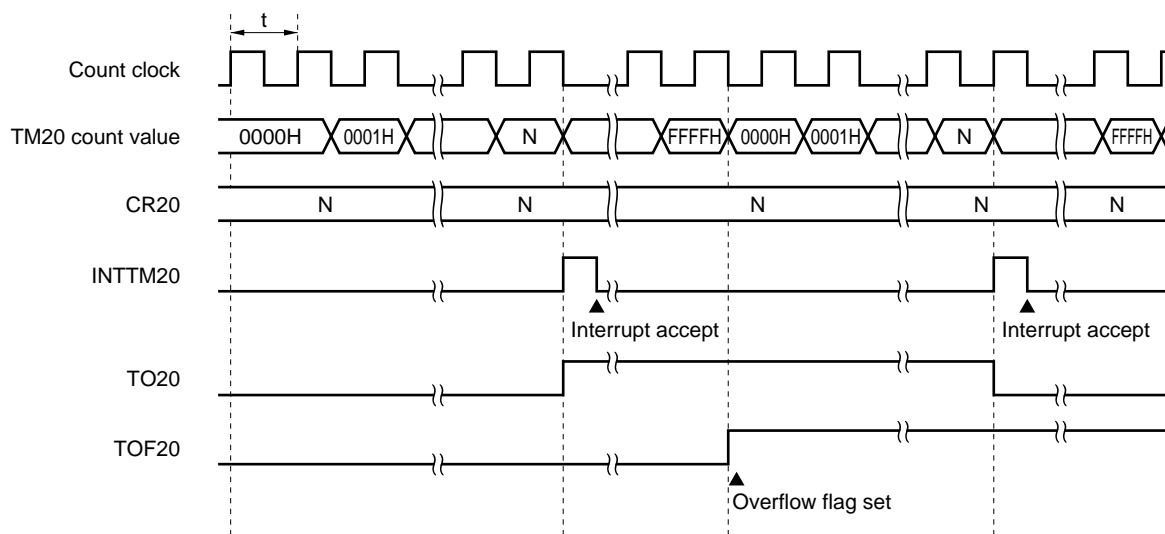 t
Count clock
TM20 count value 0000H 0001H N FFFFH 0000H 0001H N FFFFH
CR20 N N N N N
INTTM20
Interrupt accept Interrupt accept
TO20
TOF20
Overflow flag set